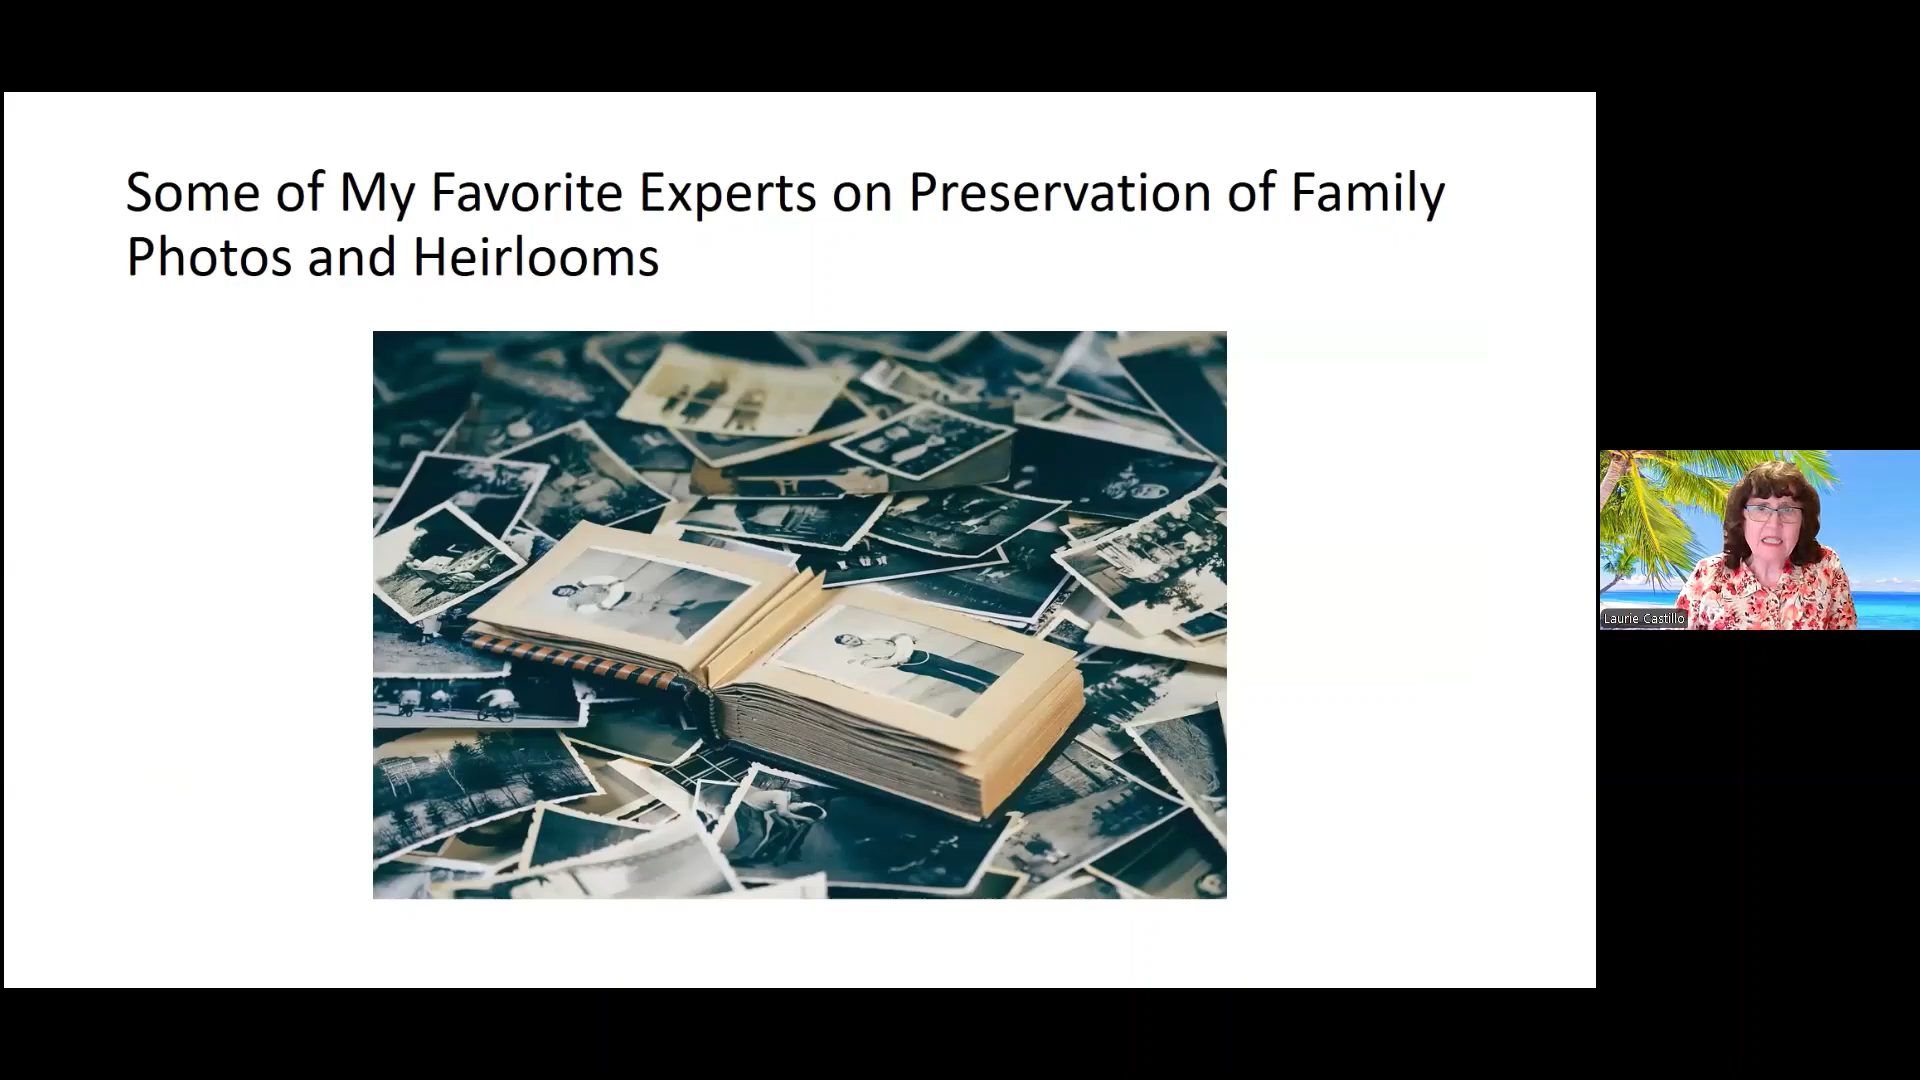 Some of My Favorite Experts on Preservation of Family
Photos and Heirlooms
Laurie Castillo